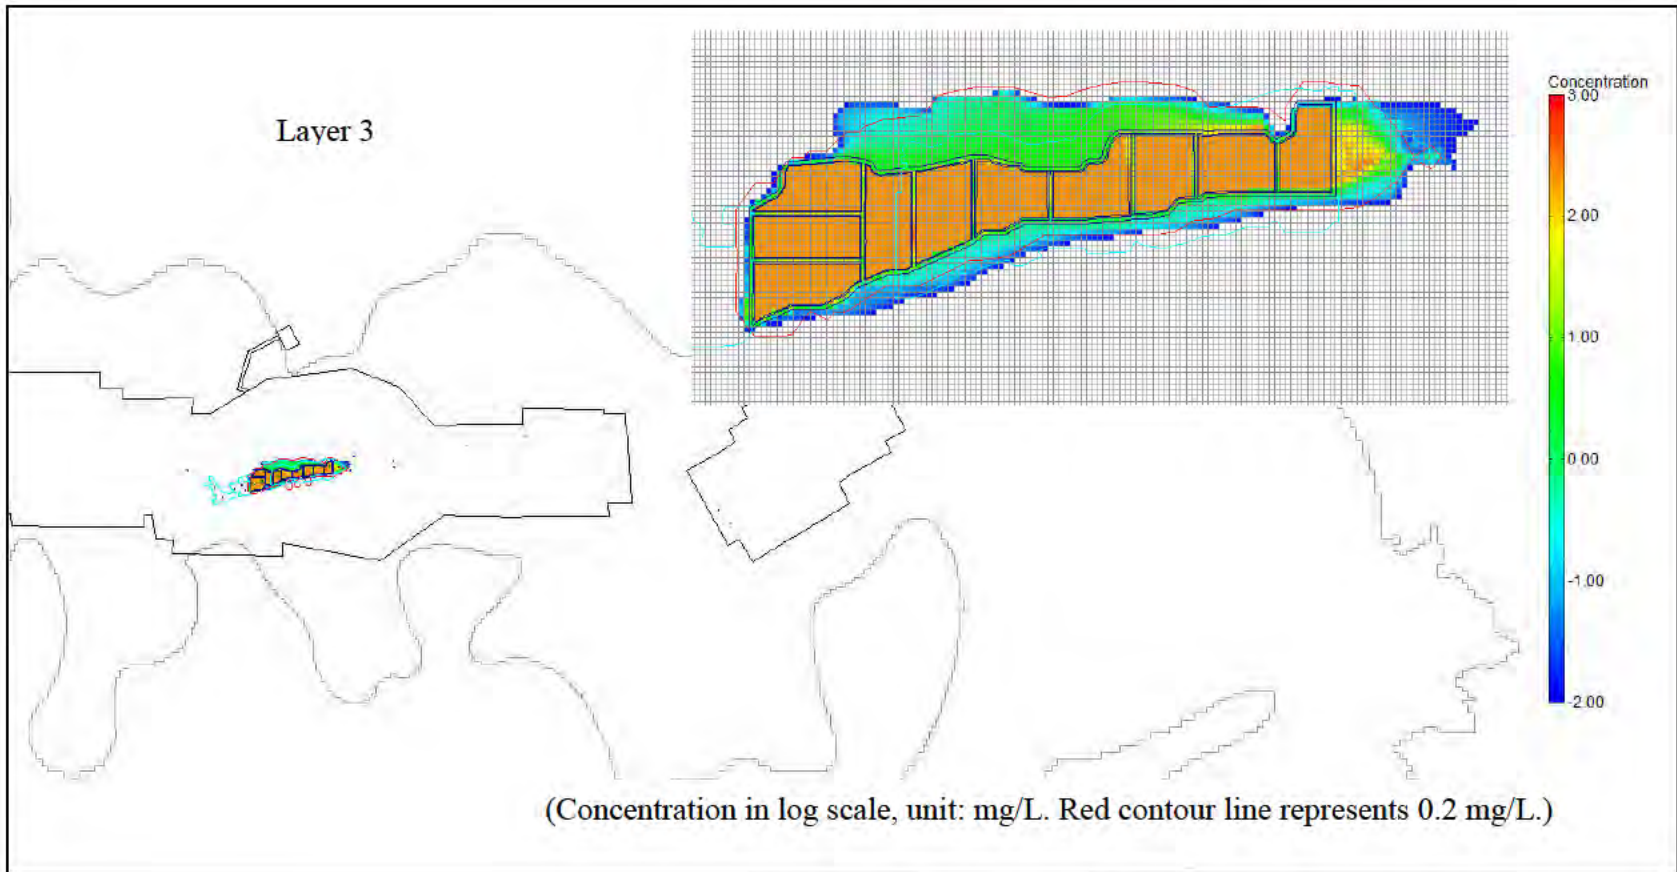 Layer 3
Concentration
3.00
2.00
1.00
0.00
-1.00
-2.00
(Concentration in log scale, unit: mg/L. Red contour line represents 0.2 mg/L.)